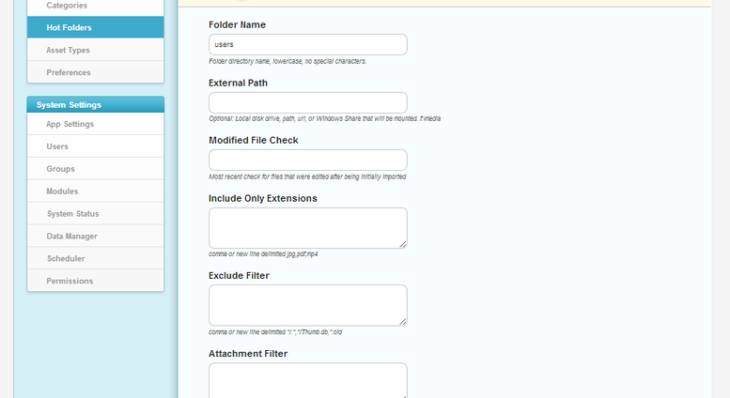 Categories
Hot Folders
Asset Types
Preferences
System Settings
App Settings
Users
Groups
Modules
System Status
Data Manager
Scheduler
Permissions
Folder Name
users
Folder directory name, lowercase, no special characters.
External Path
Optional: Local disk drive, path, url, or Windows Share that will be mounted. f:media
Modified File Check
Most recent check for files that were edited after being initially imported
Include Only Extensions
comma or new line delimited jpg,pdf,mp4
Exclude Filter
comma or new line delimited
Attachment Filter